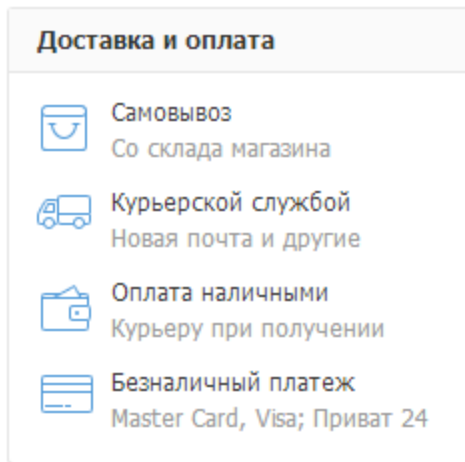 Доставка и оплата
Самовывоз
Со склада магазина
Курьерской службой
Новая почта и другие
Оплата наличными
Курьеру при получении
Безналичный платеж
Master Card, Visa; Приват 24